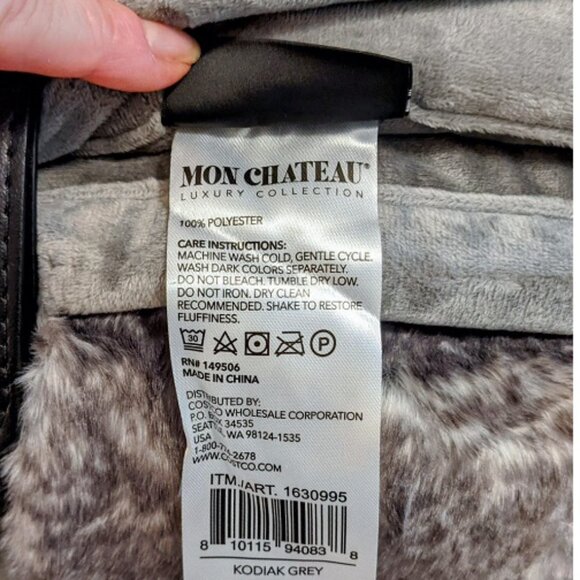 MON CHATEAU®
LUXURY COLLECTION
100% POLYESTER
CARE INSTRUCTIONS:
MACHINE WASH COLD, GENTLE CYCLE.
WASH DARK COLORS SEPARATELY.
DO NOT BLEACH. TUMBLE DRY LOW.
DO NOT IRON. DRY CLEAN
RECOMMENDED. SHAKE TO RESTORE
FLUFFINESS.
30 P
RN# 149506
MADE IN CHINA
DISTRIBUTED BY:
WHOLESALE CORPORATION
P.O. 34535
WA 98124-1535
USA
WWW.COSTCO.COM
ITM./ART. 1630995
8 10115 94083 8
KODIAK GREY